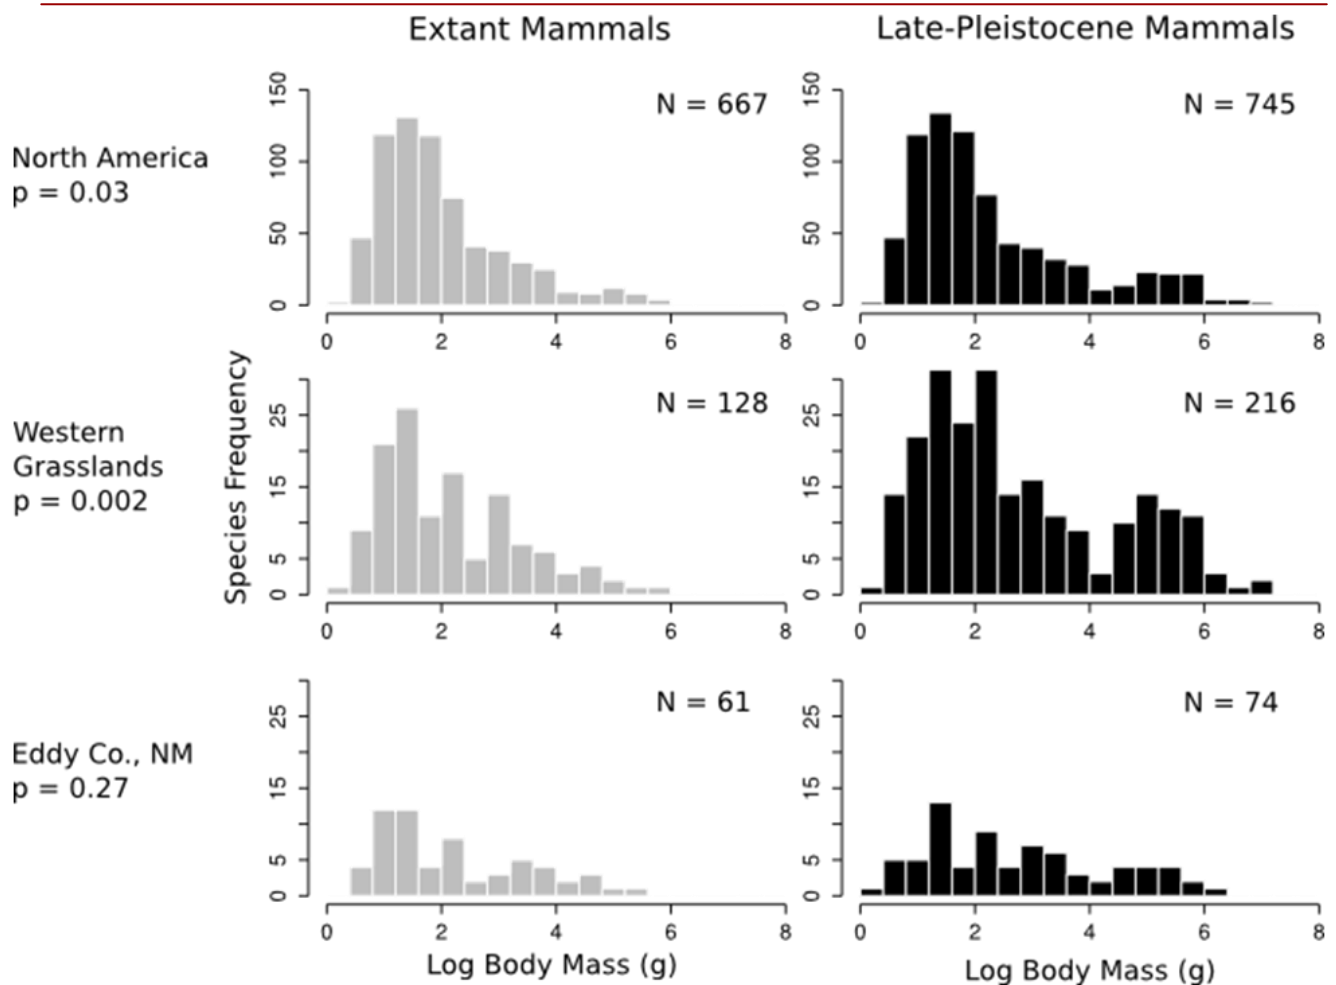 Extant Mammals
Late-Pleistocene Mammals
North America
p = 0.03
150
100
50
0
N = 667
0 2 4 6 8
150
100
50
0
N = 745
0 2 4 6 8
Species Frequency
Western
Grasslands
p = 0.002
25
15
5
0
N = 128
0 2 4 6 8
25
15
5
0
N = 216
0 2 4 6 8
Eddy Co., NM
p = 0.27
25
15
5
0
N = 61
0 2 4 6 8
Log Body Mass (g)
25
15
5
0
N = 74
0 2 4 6 8
Log Body Mass (g)